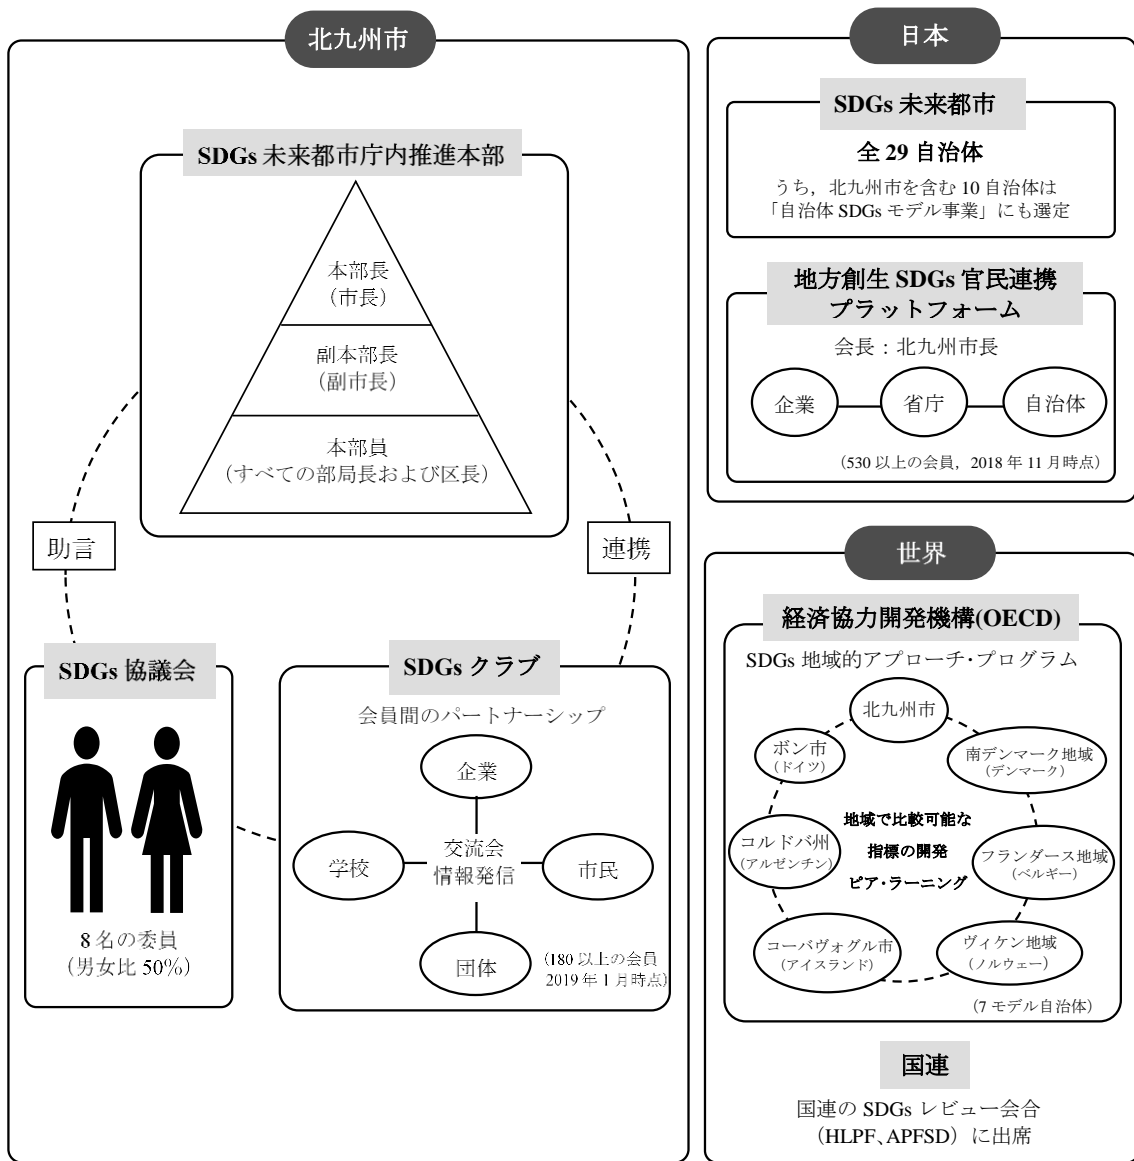 北九州市
SDGs 未来都市庁内推進本部
本部長
(市長)
副本部長
(副市長)
本部員
(すべての部局長および区長)
助言
連携
SDGs 協議会
8 名の委員
(男女比 50%)
SDGs クラブ
会員間のパートナーシップ
企業
学校
交流会
情報発信
市民
団体
(180 以上の会員
2019 年 1 月時点)
日本
SDGs 未来都市
全 29 自治体
うち，北九州市を含む 10 自治体は
「自治体 SDGs モデル事業」にも選定
地方創生 SDGs 官民連携
プラットフォーム
会長：北九州市長
企業
省庁
自治体
(530 以上の会員，2018 年 11 月時点)
世界
経済協力開発機構(OECD)
SDGs 地域的アプローチ・プログラム
北九州市
ボン市
(ドイツ)
南デンマーク地域
(デンマーク)
コルドバ州
(アルゼンチン)
地域で比較可能な
指標の開発
ピア・ラーニング
フランダース地域
(ベルギー)
コーバヴォグル市
(アイスランド)
ヴィケン地域
(ノルウェー)
(7 モデル自治体)
国連
国連の SDGs レビュー会合
(HLPF、APFSD) に出席